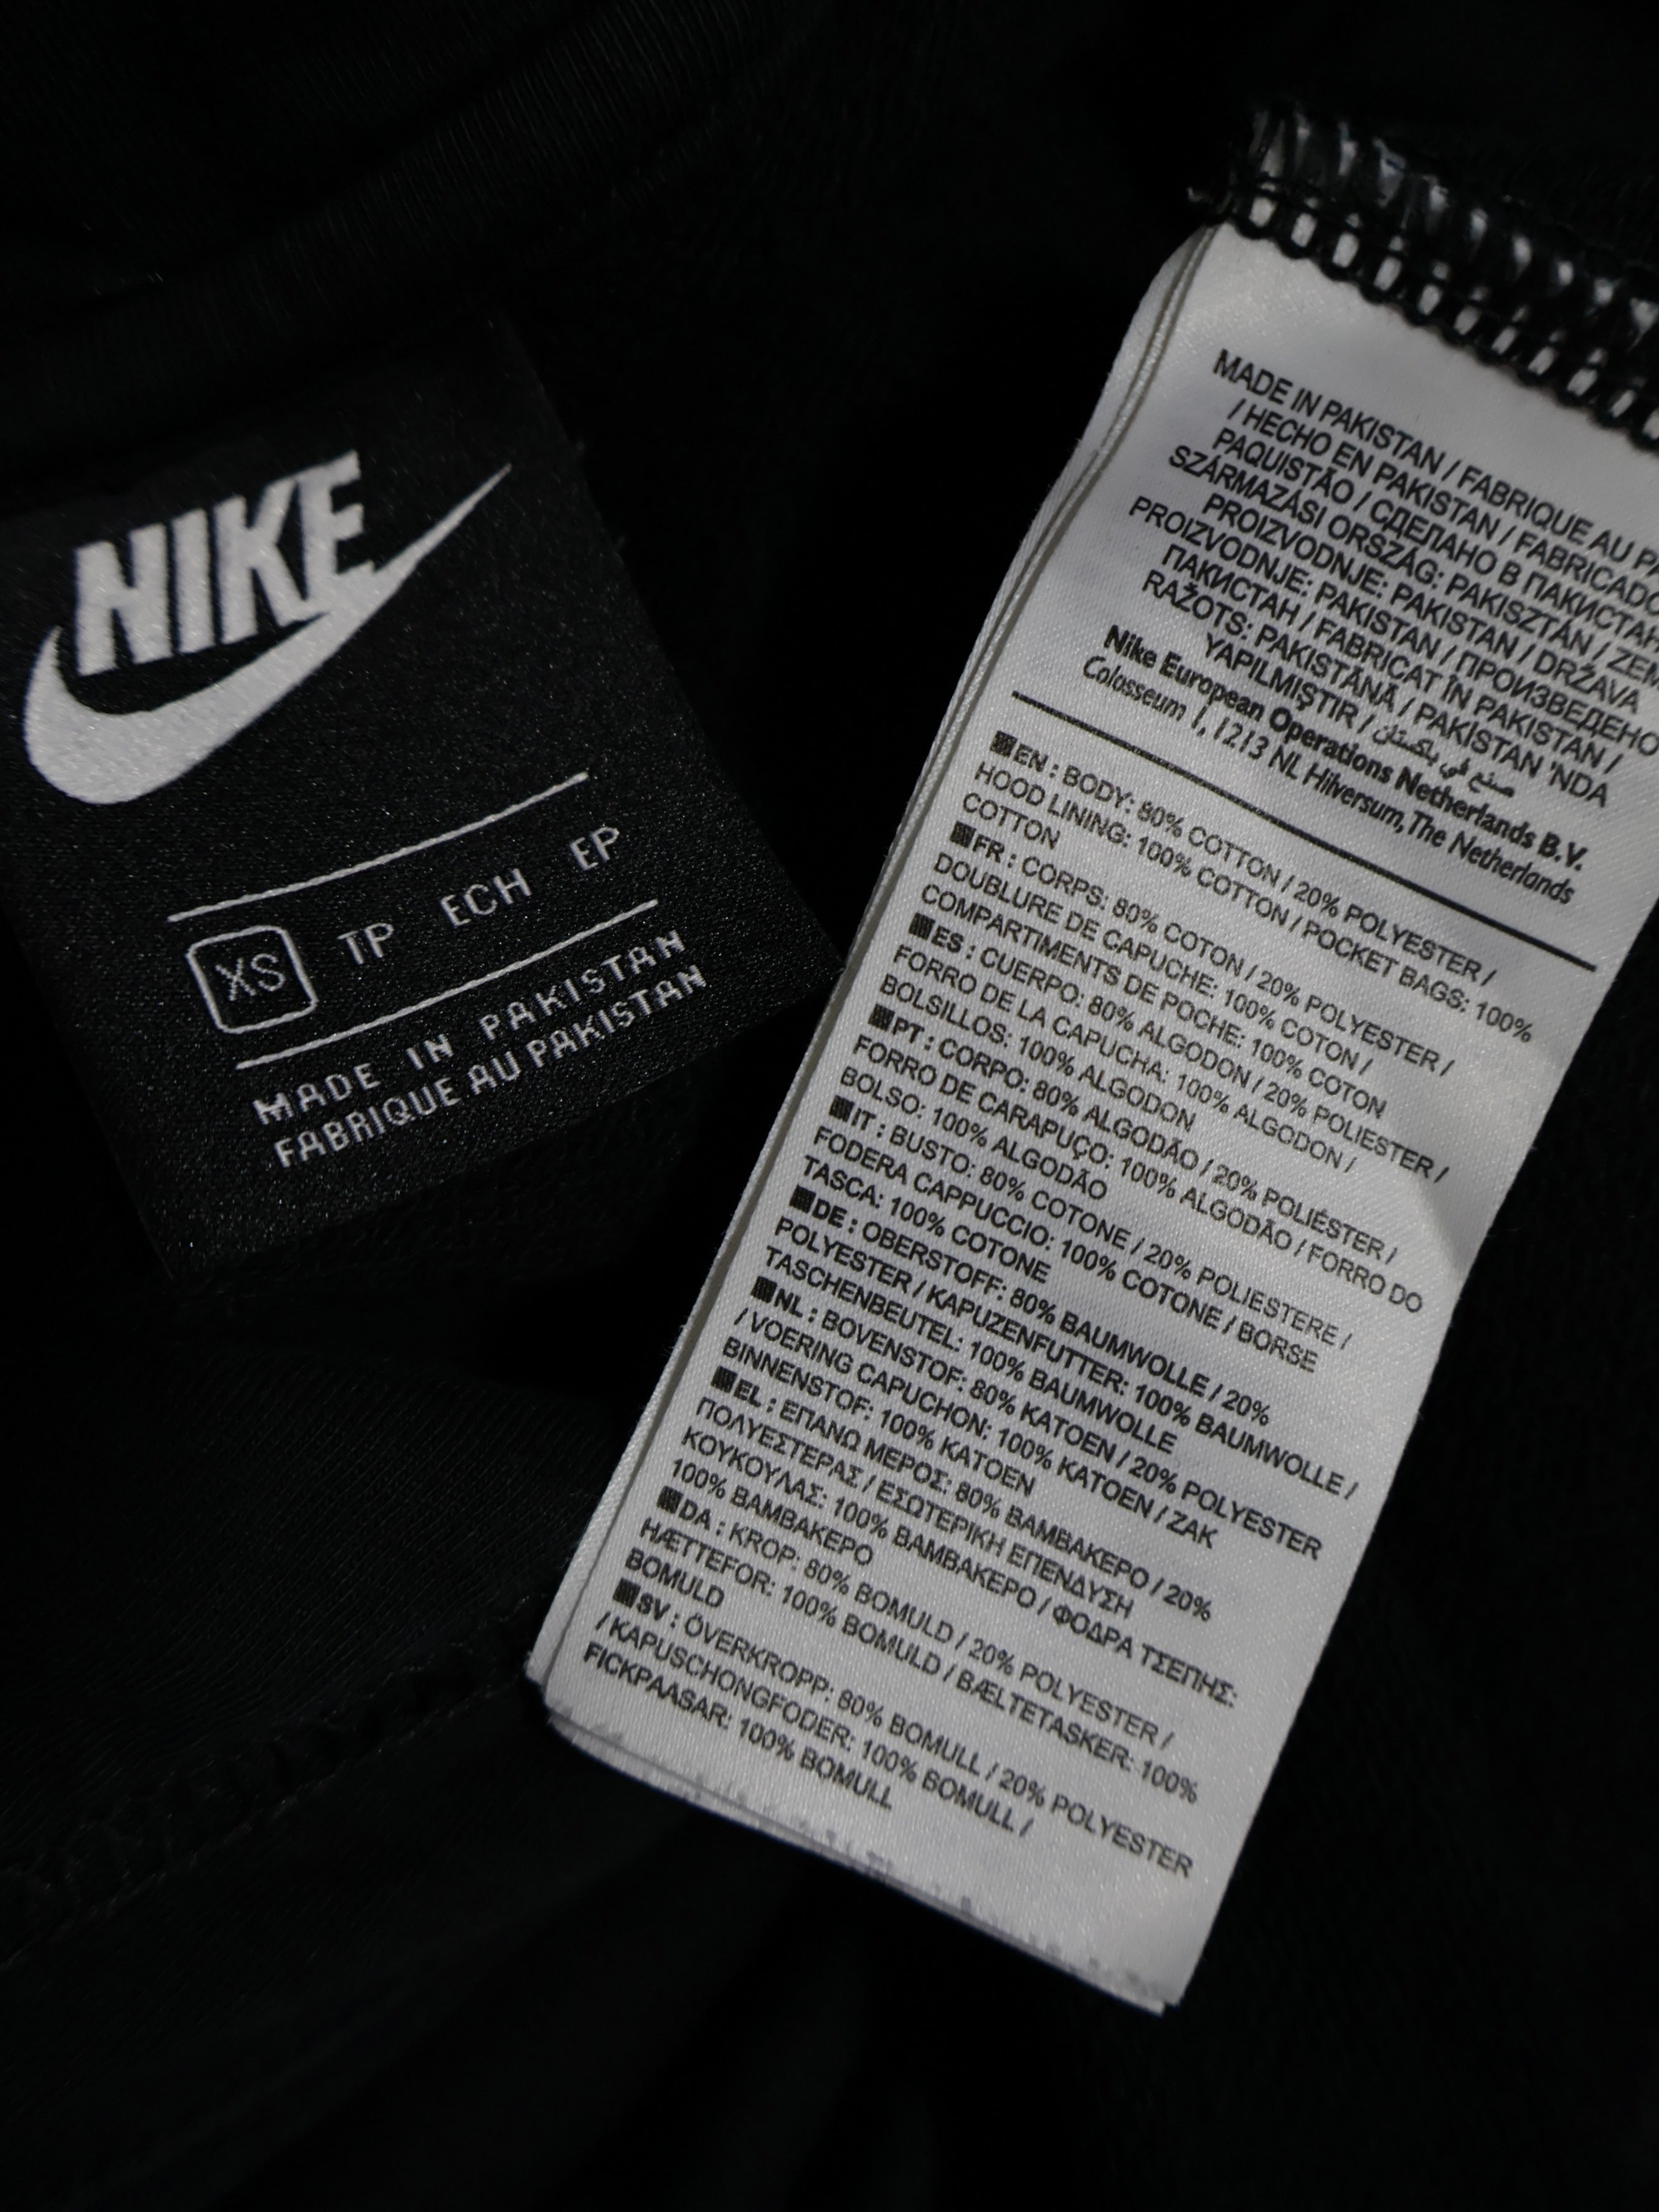 NIKE
XS TP ECH EP
MADE IN PAKISTAN
FABRIQUE AU PAKISTAN
MADE IN PAKISTAN / FABRIQUE AU
/ HECHO EN PAKISTAN / FABRICADO
PAQUISTÃO / СДЕЛАНО В ПАКИСТАН
SZÁRMAZÁSI ORSZÁG: PAKISZTÁN /
PROIZVODNJE: PAKISTAN / DRŽAVA
PROIZVODNJE: PAKISTAN / ПРОИЗВЕДЕНО
ПАКИСТАН / FABRICAT ÎN PAKISTAN /
RAŽOTS: PAKISTĀNĀ / PAKİSTAN 'NDA
YAPILMIŞTIR / صنع في باكستان
Nike European Operations Netherlands B.V.
Colosseum 1, 1213 NL Hilversum, The Netherlands
EN : BODY: 80% COTTON / 20% POLYESTER /
HOOD LINING: 100% COTTON / POCKET BAGS: 100%
COTTON
FR : CORPS: 80% COTON / 20% POLYESTER /
DOUBLURE DE CAPUCHE: 100% COTON /
COMPARTIMENTS DE POCHE: 100% COTON
ES : CUERPO: 80% ALGODON / 20% POLIESTER /
FORRO DE LA CAPUCHA: 100% ALGODON /
BOLSILLOS: 100% ALGODON
PT : CORPO: 80% ALGODÃO / 20% POLIÉSTER /
FORRO DE CARAPUÇO: 100% ALGODÃO / FORRO DO
BOLSO: 100% ALGODÃO
IT : BUSTO: 80% COTONE / 20% POLIESTERE /
FODERA CAPPUCCIO: 100% COTONE / BORSE
TASCA: 100% COTONE
DE : OBERSTOFF: 80% BAUMWOLLE / 20%
POLYESTER / KAPUZENFUTTER: 100% BAUMWOLLE /
TASCHENBEUTEL: 100% BAUMWOLLE
NL : BOVENSTOF: 80% KATOEN / 20% POLYESTER
/ VOERING CAPUCHON: 100% KATOEN / ZAK
BINNENSTOF: 100% KATOEN
EL : ΕΠΑΝΩ ΜΕΡΟΣ: 80% ΒΑΜΒΑΚΕΡΟ / 20%
ΠΟΛΥΕΣΤΕΡΑΣ / ΕΣΩΤΕΡΙΚΗ ΕΠΕΝΔΥΣΗ
ΚΟΥΚΟΥΛΑΣ: 100% ΒΑΜΒΑΚΕΡΟ / ΦΟΔΡΑ ΤΣΕΠΗΣ:
100% ΒΑΜΒΑΚΕΡΟ
DA : KROP: 80% BOMULD / 20% POLYESTER /
HÆTTEFOR: 100% BOMULD / BÆLTETASKER: 100%
BOMULD
SV : ÖVERKROPP: 80% BOMULL / 20% POLYESTER
/ KAPUSCHONGFODER: 100% BOMULL /
FICKPAASAR: 100% BOMULL